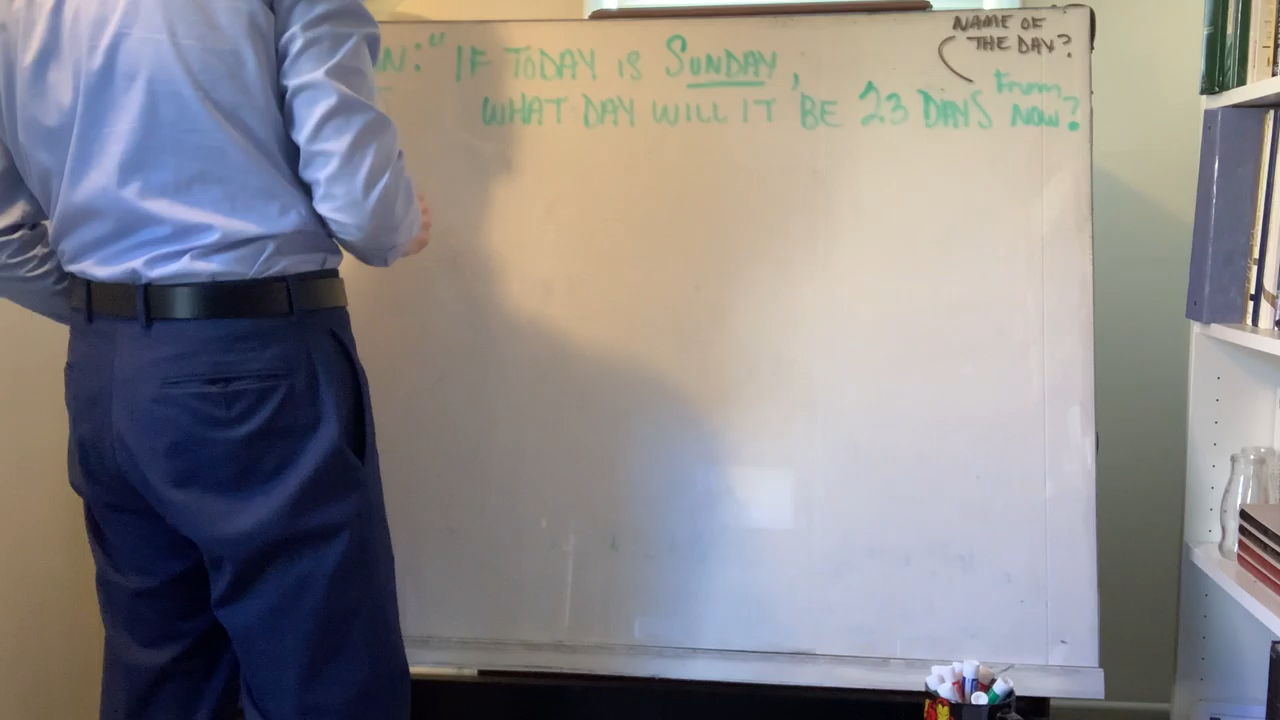 NAME OF
THE DAY?
N: "IF TODAY IS SUNDAY,
WHAT DAY WILL IT BE 23 DAYS From
NOW?